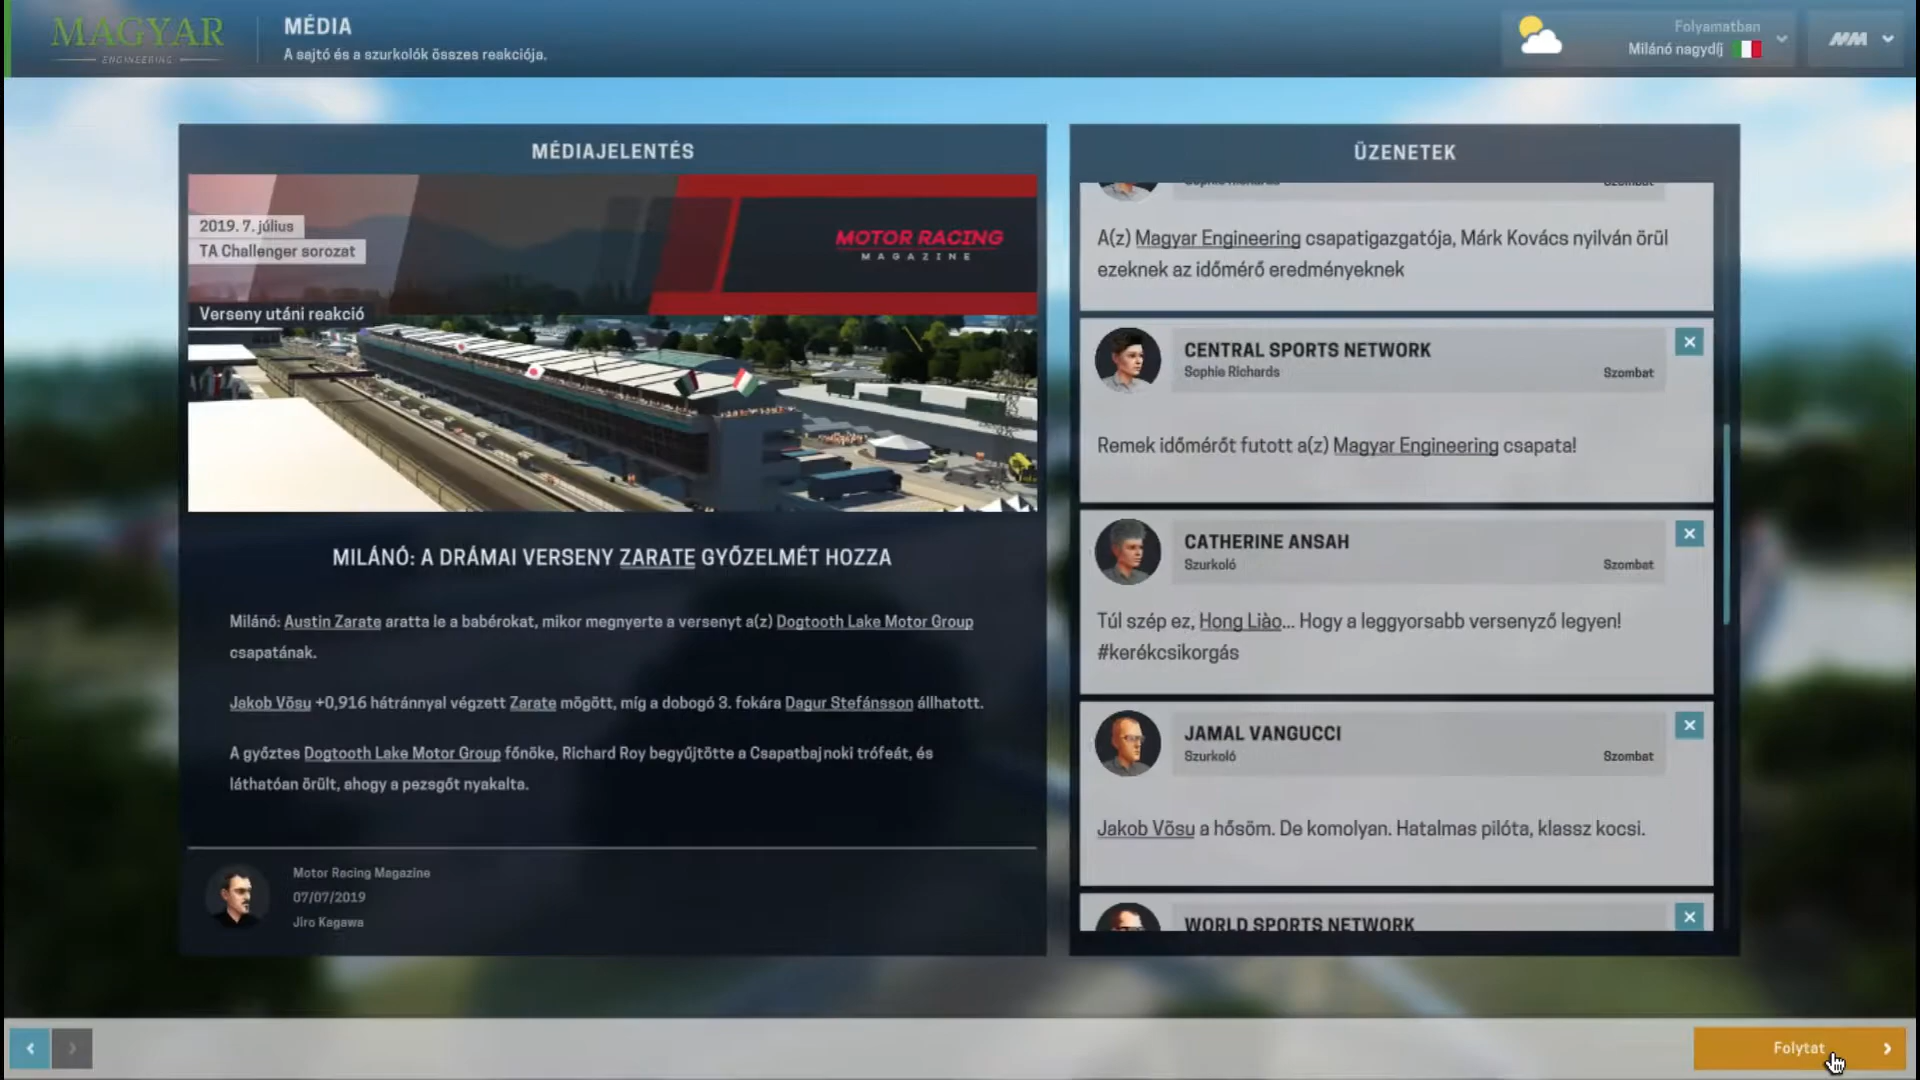 MAGYAR
ENGINEERING
MÉDIA
A sajtó és a szurkolók összes reakciója.
Folyamatban
Milánó nagydíj
MÉDIAJELENTÉS
2019. 7. július
TA Challenger sorozat
MOTOR RACING
MAGAZINE
Verseny utáni reakció
MILÁNÓ: A DRÁMAI VERSENY ZARATE GYŐZELMÉT HOZZA
Milánó: Austin Zarate aratta le a babérokat, mikor megnyerte a versenyt a(z) Dogtooth Lake Motor Group
csapatának.
Jakob Võsu +0,916 hátránnyal végzett Zarate mögött, míg a dobogó 3. fokára Dagur Stefánsson állhatott.
A győztes Dogtooth Lake Motor Group főnöke, Richard Roy begyűjtötte a Csapatbajnoki trófeát, és
láthatóan örült, ahogy a pezsgőt nyakalta.
Motor Racing Magazine
07/07/2019
Jiro Kagawa
ÜZENETEK
Sophie Richards
Szombat
A(z) Magyar Engineering csapatigazgatója, Márk Kovács nyilván örül
ezeknek az időmérő eredményeknek
CENTRAL SPORTS NETWORK
Sophie Richards
Szombat
Remek időmérőt futott a(z) Magyar Engineering csapata!
CATHERINE ANSAH
Szurkoló
Szombat
Túl szép ez, Hong Liào... Hogy a leggyorsabb versenyző legyen!
#kerékcsikorgás
JAMAL VANGUCCI
Szurkoló
Szombat
Jakob Võsu a hősöm. De komolyan. Hatalmas pilóta, klassz kocsi.
WORLD SPORTS NETWORK
Folytat